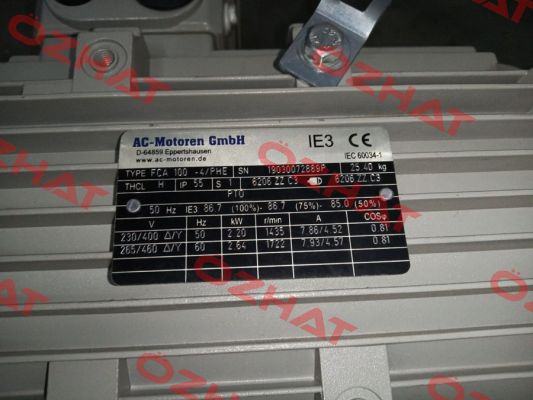 AC-Motoren GmbH
D-64859 Eppertshausen
www.ac-motoren.de
IE3 CE
IEC 60034-1
TYPE FCA 100 -4/PHE SN 1903007288
25.40 kg
THCL H IP 55 S 1 6206 ZZ C3 6206 ZZ C3
PTO
50 Hz IE3 86.7 (100%)- 86.7 (75%)- 85.0 (50%)
V Hz kW r/min A COSφ
230/400 Δ/Y 50 2.20 1435 7.86/4.52 0.81
265/460 Δ/Y 60 2.64 1722 7.93/4.57 0.81
OZHAT
OZHAT
OZHAT
OZHAT
OZHAT
OZHAT